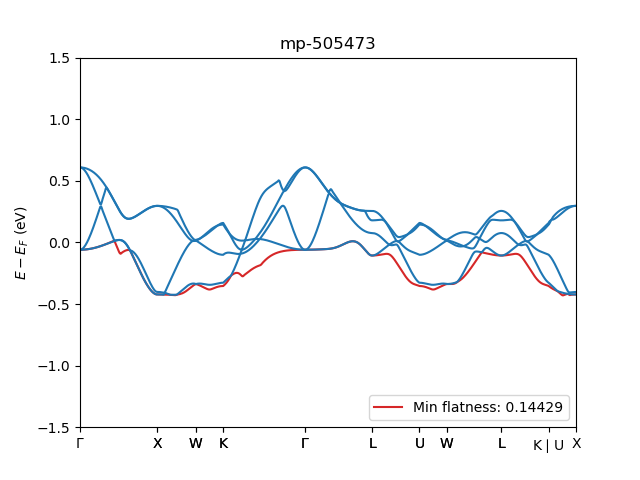 mp-505473
E − E_F (eV)
1.5
1.0
0.5
0.0
−0.5
−1.0
−1.5
Min flatness: 0.14429
Γ X W K Γ L U W L K | U X